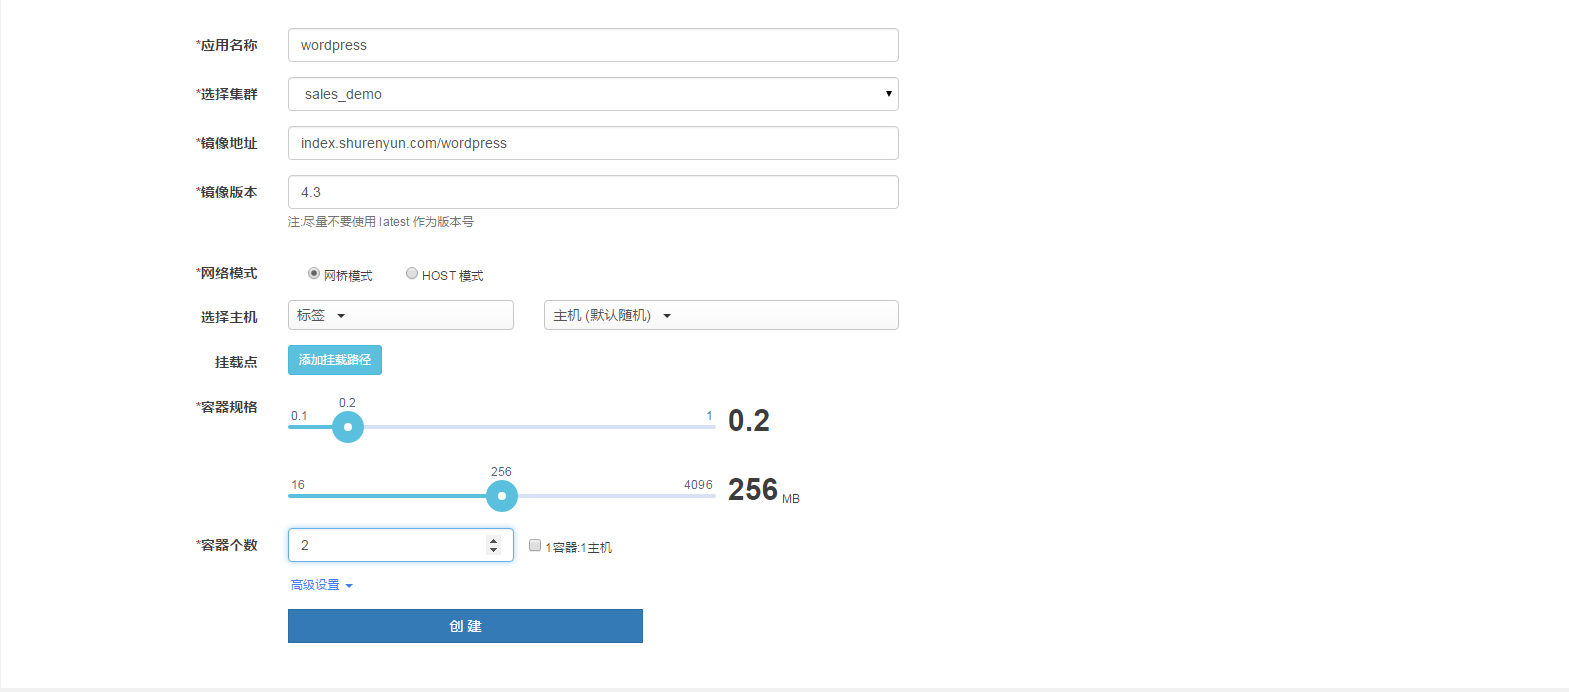 *应用名称 wordpress
*选择集群 sales_demo
*镜像地址 index.shurenyun.com/wordpress
*镜像版本 4.3
注:尽量不要使用 latest 作为版本号
*网络模式 网桥模式 HOST 模式
选择主机 标签 主机 (默认随机)
挂载点 添加挂载路径
*容器规格 0.1 0.2 1 0.2
16 256 4096 256 MB
*容器个数 2 1容器:1主机
高级设置
创 建